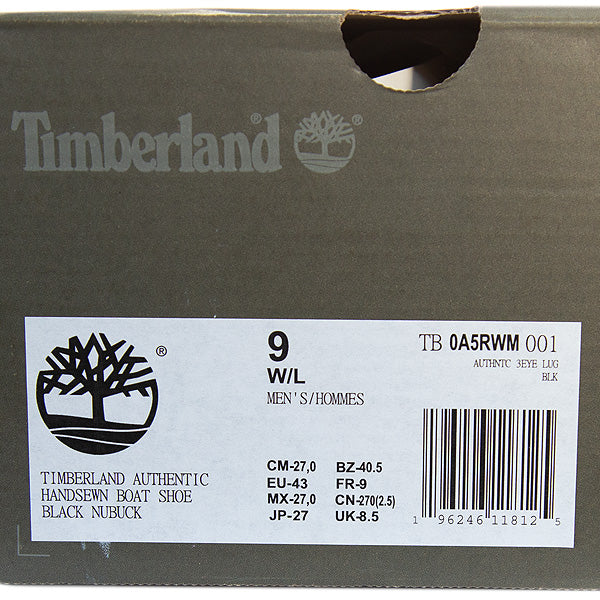 Timberland® ®
®
9
W/L
MEN'S/HOMMES
TB 0A5RWM 001
AUTHNTC 3EYE LUG
BLK
TIMBERLAND AUTHENTIC
HANDSEWN BOAT SHOE
BLACK NUBUCK
CM-27,0 BZ-40.5
EU-43 FR-9
MX-27,0 CN-270(2.5)
JP-27 UK-8.5
1 96246 11812 5